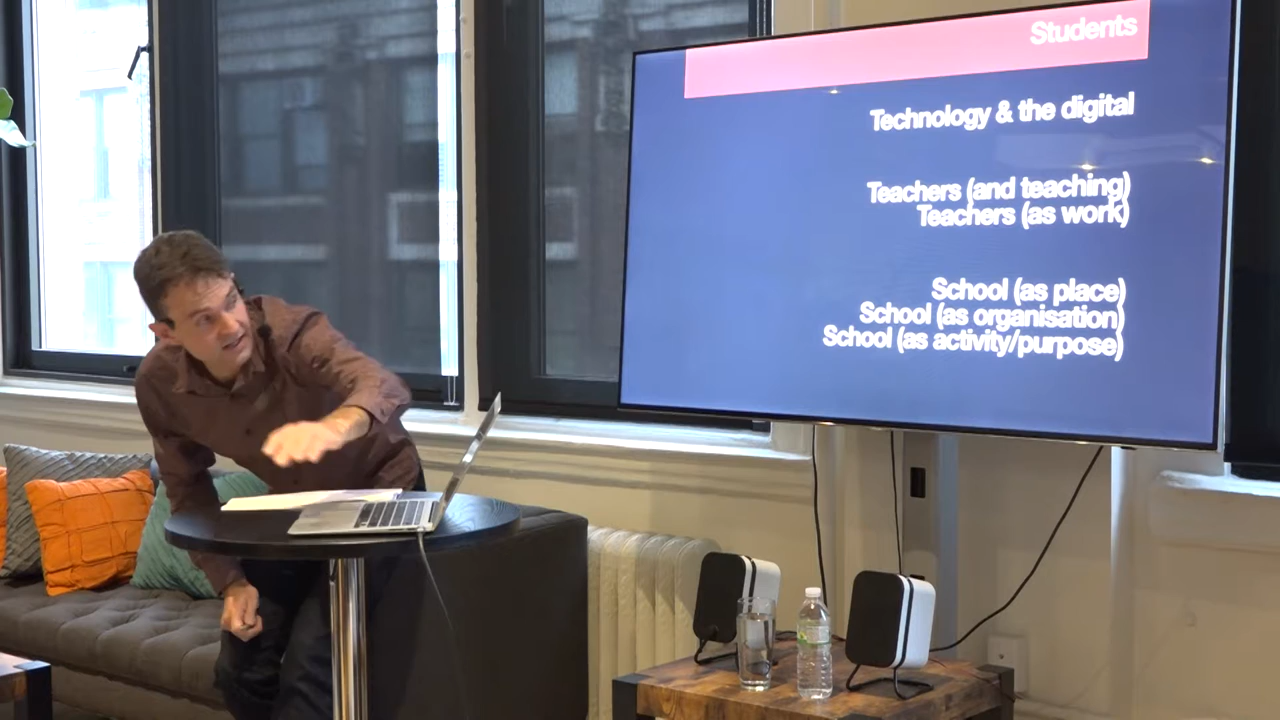 Students
Technology & the digital
Teachers (and teaching)
Teachers (as work)
School (as place)
School (as organisation)
School (as activity/purpose)